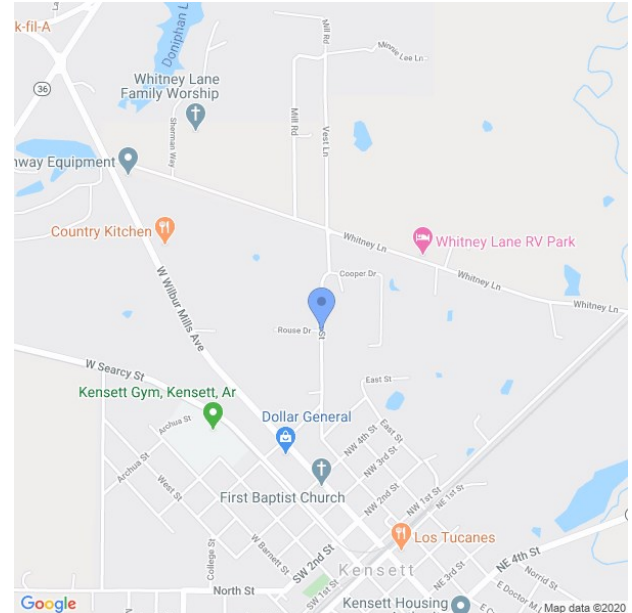 k-fil-A
Doniphan L
Mill Rd
Minnie Lee Ln
36
Whitney Lane
Family Worship
Sherman Way
Mill Rd
Vest Ln
nway Equipment
Country Kitchen
Whitney Ln
Whitney Lane RV Park
Cooper Dr
Whitney Ln
W Wilbur Mills Ave
Rouse Dr
St
W Searcy St
Kensett Gym, Kensett, Ar
East St
Dollar General
Archua St
East St
NW 4th St
Archua St
NW 3rd St
West St
First Baptist Church
NW 2nd St
NW 1st St
NE 1st St
W Barnett St
College St
SW 2nd St
Los Tucanes
NE 4th St
Kensett
SW 1st St
NE 3rd St
North St
Norrid
E Doctor M
Kensett Housing
Google
Map data ©2020